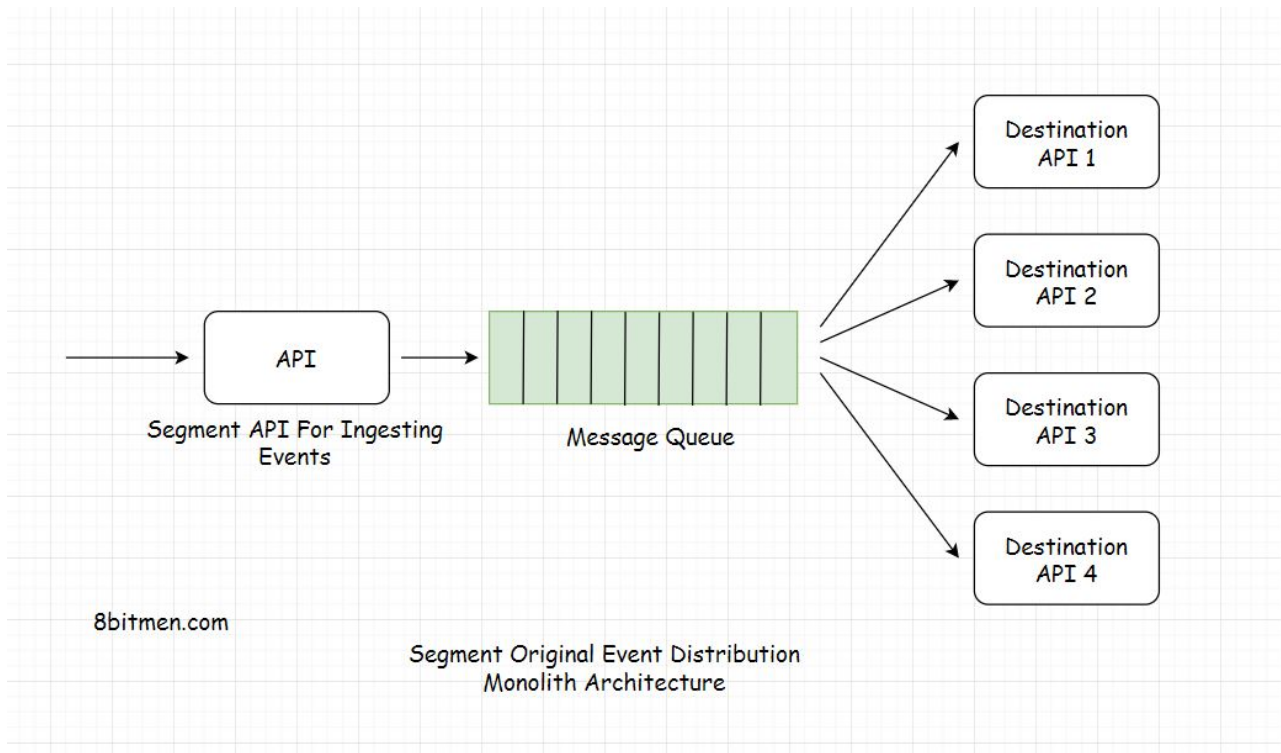 Destination
API 1
Destination
API 2
API
Segment API For Ingesting
Events
Message Queue
Destination
API 3
Destination
API 4
8bitmen.com
Segment Original Event Distribution
Monolith Architecture